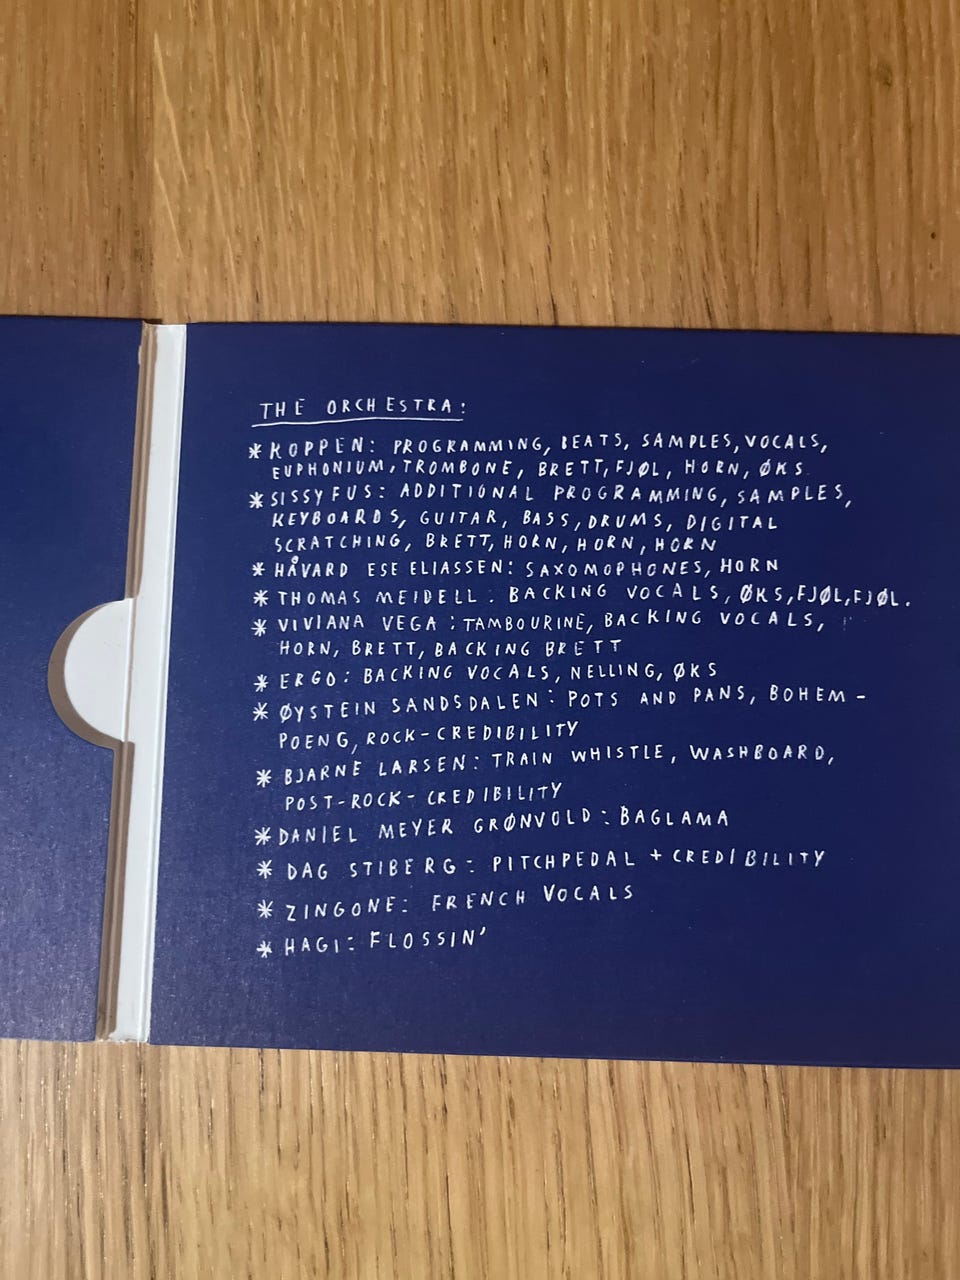 THE ORCHESTRA:
* KOPPEN: PROGRAMMING, BEATS, SAMPLES, VOCALS,
EUPHONIUM, TROMBONE, BRETT, FJØL, HORN, ØKS
* SISSYFUS: ADDITIONAL PROGRAMMING, SAMPLES,
KEYBOARDS, GUITAR, BASS, DRUMS, DIGITAL
SCRATCHING, BRETT, HORN, HORN, HORN
* HÅVARD ESE ELIASSEN: SAXOMOPHONES, HORN
* THOMAS MEIDELL: BACKING VOCALS, ØKS, FJØL, FJØL.
* VIVIANA VEGA: TAMBOURINE, BACKING VOCALS,
HORN, BRETT, BACKING BRETT
* ERGO: BACKING VOCALS, NELLING, ØKS
* ØYSTEIN SANDSDALEN: POTS AND PANS, BOHEM-
POENG, ROCK-CREDIBILITY
* BJARNE LARSEN: TRAIN WHISTLE, WASHBOARD,
POST-ROCK-CREDIBILITY
* DANIEL MEYER GRØNVOLD: BAGLAMA
* DAG STIBERG: PITCHPEDAL + CREDIBILITY
* ZINGONE: FRENCH VOCALS
* HAGI: FLOSSIN'